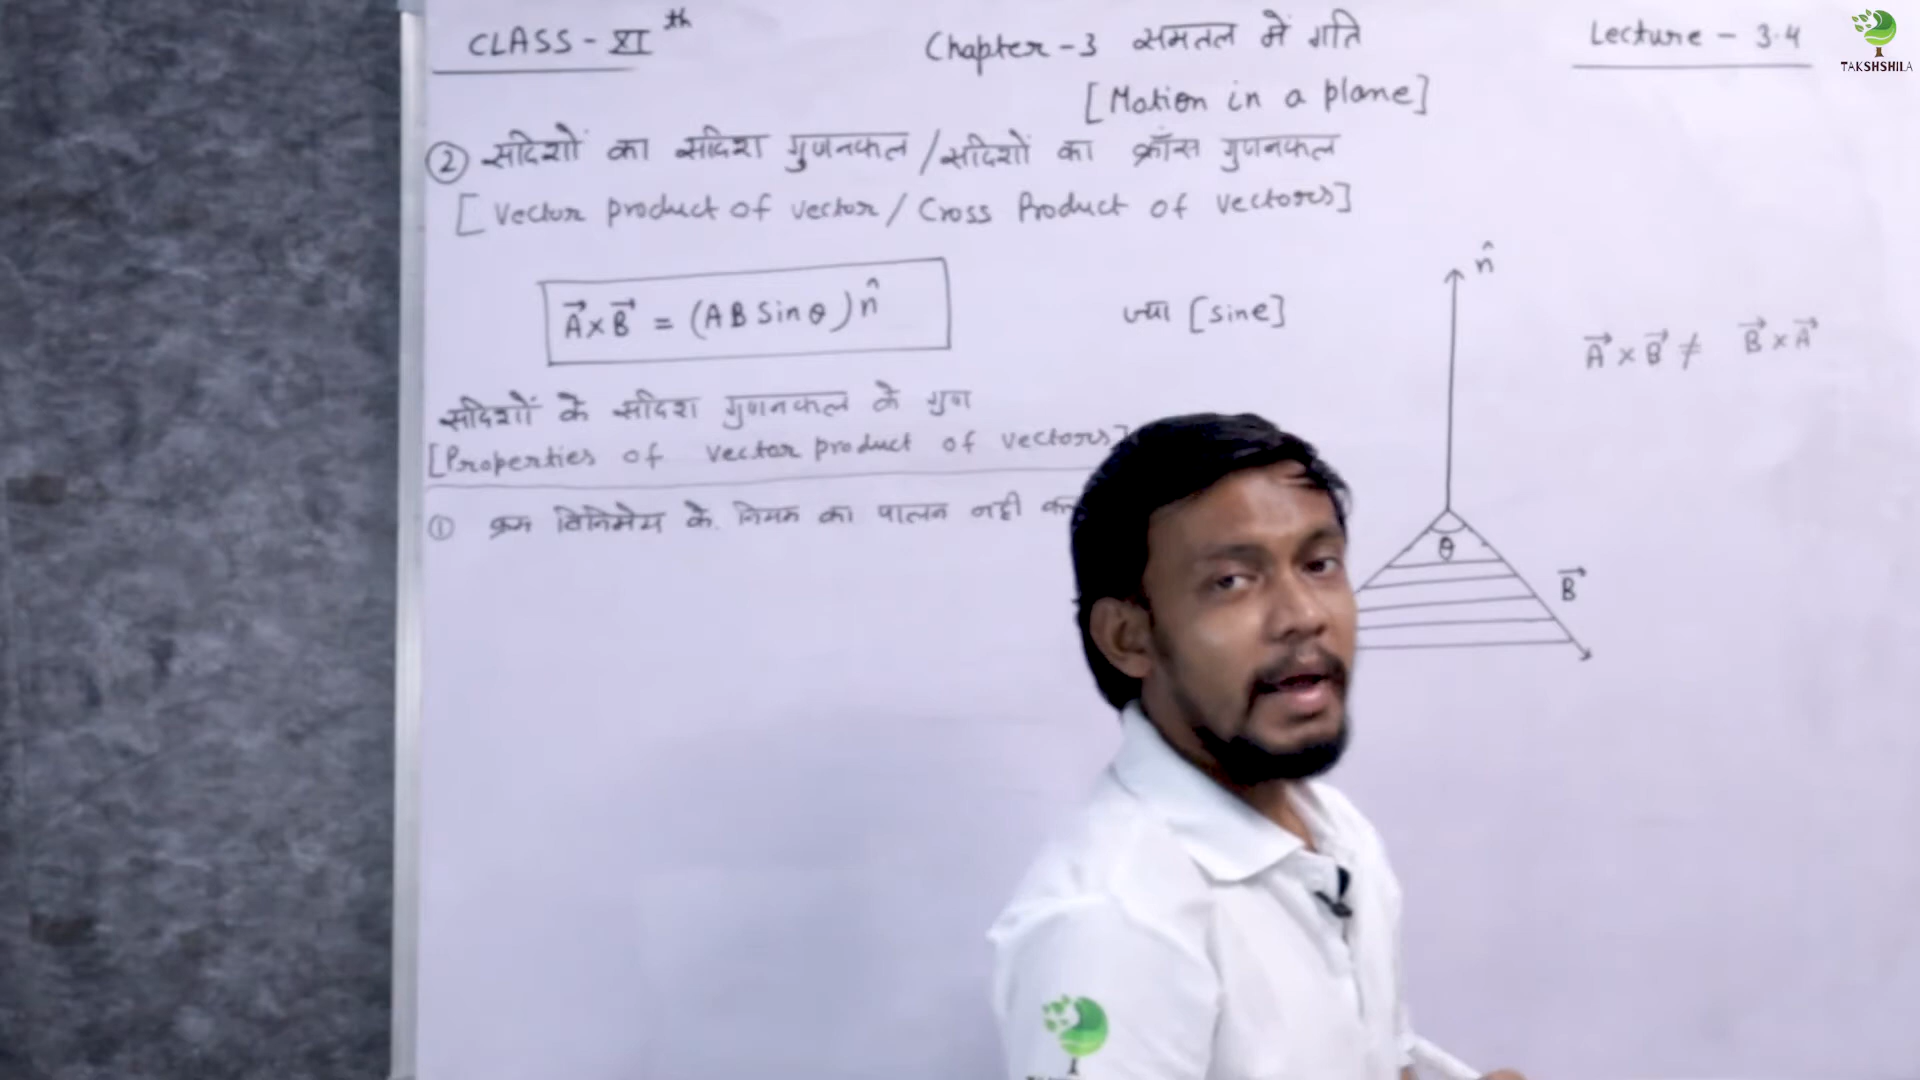 CLASS - XI th
Chapter - 3 समतल में गति
[Motion in a plane]
Lecture - 3.4
TAKSHSHILA
② सदिशों का सदिश गुणनफल / सदिशों का क्रॉस गुणनफल
[Vector product of vector / Cross Product of vectors]
A⃗ × B⃗ = (A B Sin θ) n̂
ज्या [sine]
n̂
A⃗ × B⃗ ≠ B⃗ × A⃗
θ
B⃗
सदिशों के सदिश गुणनफल के गुण
[Properties of vector product of vectors]
① क्रम विनिमेय के नियम का पालन नही